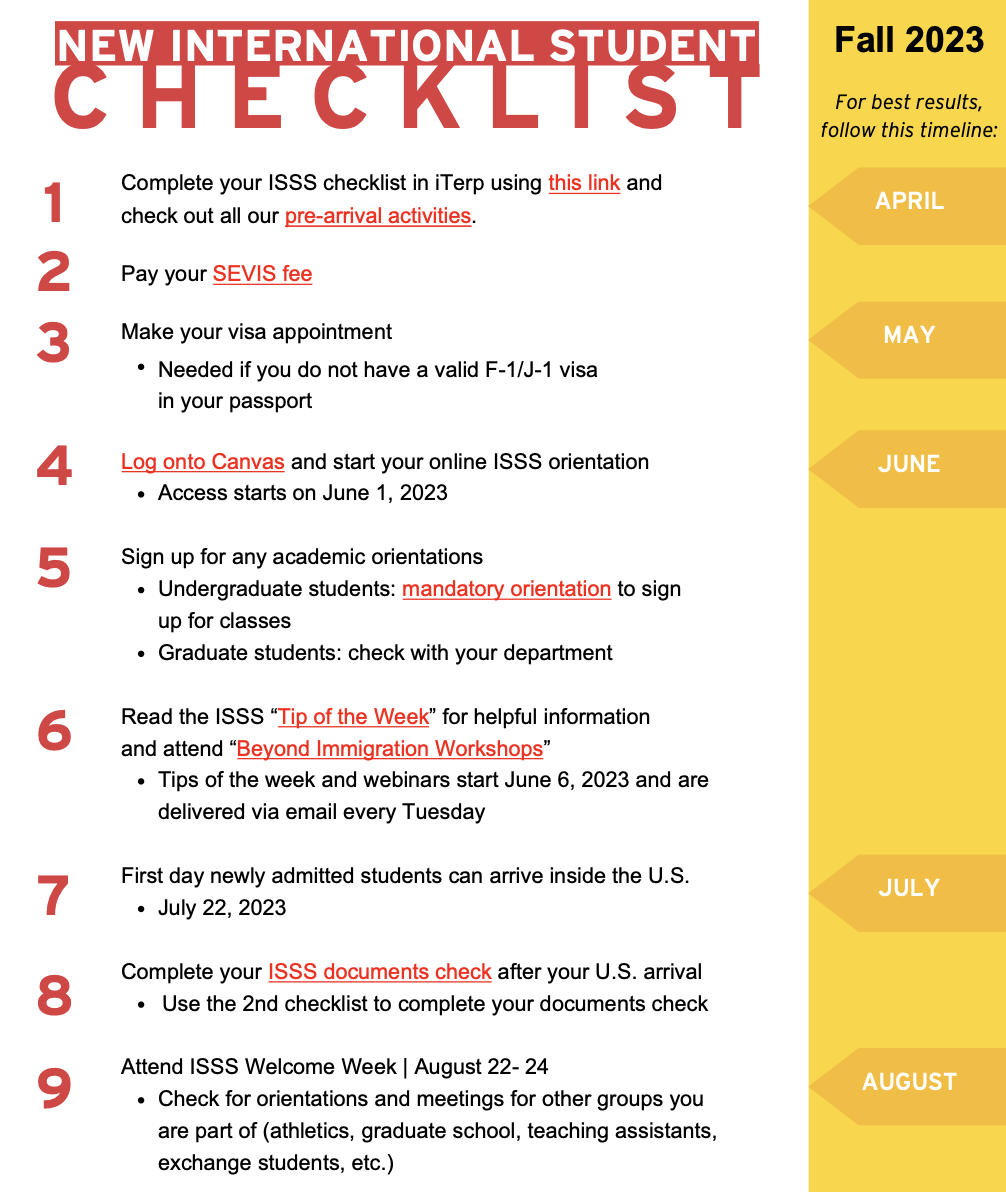 NEW INTERNATIONAL STUDENT
CHECKLIST
Fall 2023
For best results,
follow this timeline:
1
Complete your ISSS checklist in iTerp using this link and
check out all our pre-arrival activities.
APRIL
2
Pay your SEVIS fee
3
Make your visa appointment
• Needed if you do not have a valid F-1/J-1 visa
in your passport
MAY
4
Log onto Canvas and start your online ISSS orientation
• Access starts on June 1, 2023
JUNE
5
Sign up for any academic orientations
• Undergraduate students: mandatory orientation to sign
up for classes
• Graduate students: check with your department
6
Read the ISSS “Tip of the Week” for helpful information
and attend “Beyond Immigration Workshops”
• Tips of the week and webinars start June 6, 2023 and are
delivered via email every Tuesday
7
First day newly admitted students can arrive inside the U.S.
• July 22, 2023
JULY
8
Complete your ISSS documents check after your U.S. arrival
• Use the 2nd checklist to complete your documents check
9
Attend ISSS Welcome Week | August 22- 24
• Check for orientations and meetings for other groups you
are part of (athletics, graduate school, teaching assistants,
exchange students, etc.)
AUGUST